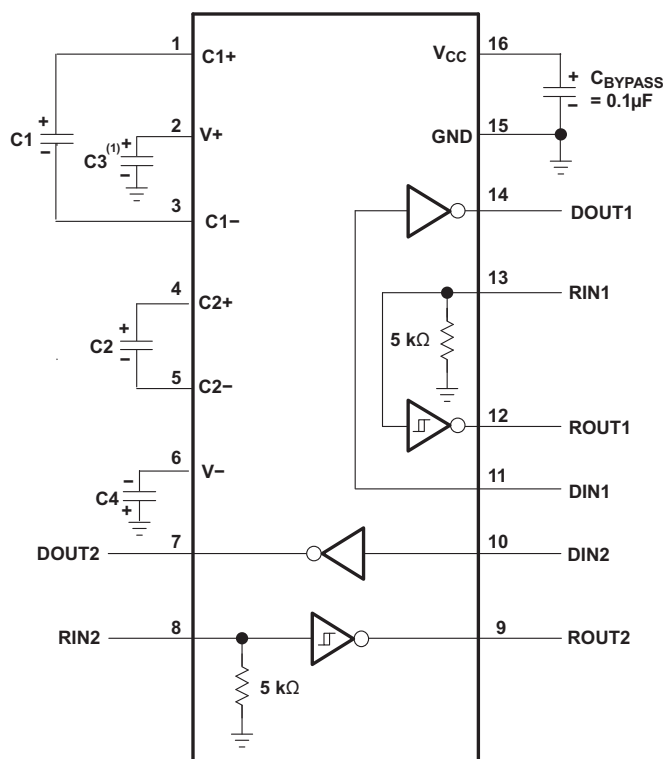 1
C1+
VCC
16
+
CBYPASS
–
= 0.1µF
+
C1
–
2
V+
+
C3(1)
–
GND
15
3
C1–
14
DOUT1
4
C2+
13
RIN1
+
C2
–
5 kΩ
5
C2–
12
ROUT1
6
V–
–
C4
+
11
DIN1
DOUT2
7
10
DIN2
RIN2
8
9
ROUT2
5 kΩ